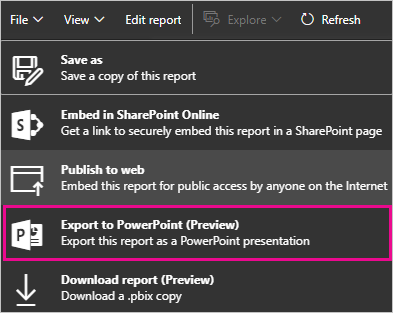 File View Edit report Explore Refresh
Save as
Save a copy of this report
Embed in SharePoint Online
Get a link to securely embed this report in a SharePoint page
Publish to web
Embed this report for public access by anyone on the Internet
Export to PowerPoint (Preview)
Export this report as a PowerPoint presentation
Download report (Preview)
Download a .pbix copy